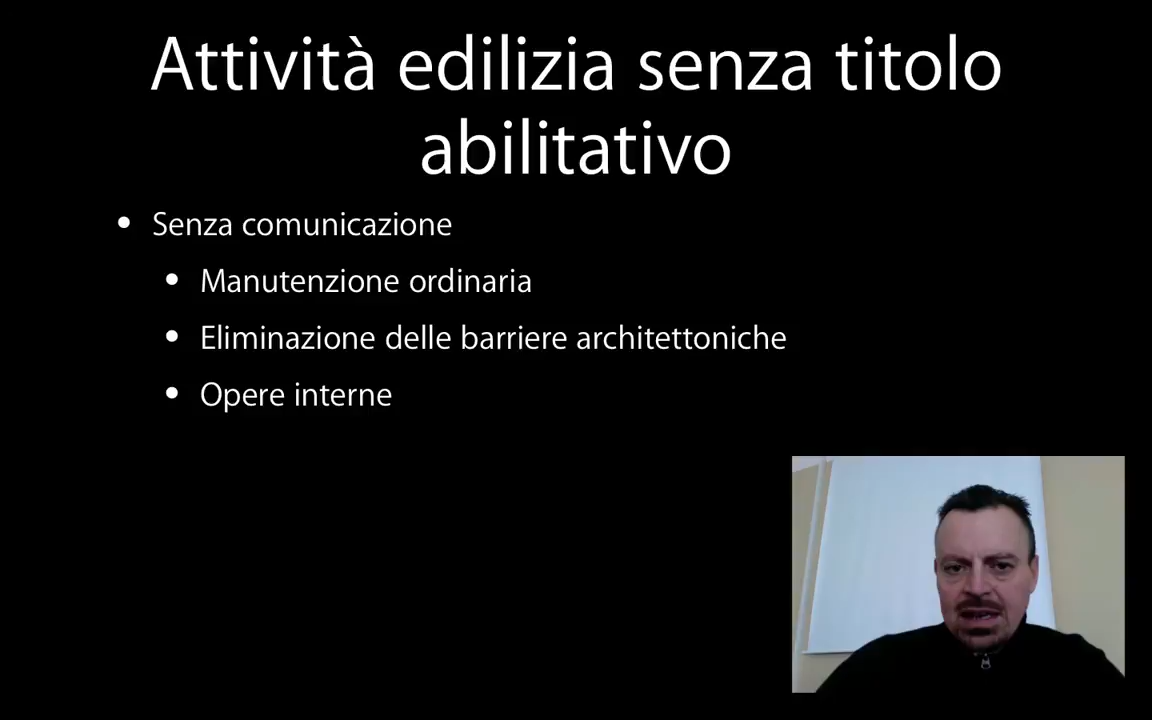 Attività edilizia senza titolo
abilitativo
• Senza comunicazione
• Manutenzione ordinaria
• Eliminazione delle barriere architettoniche
• Opere interne